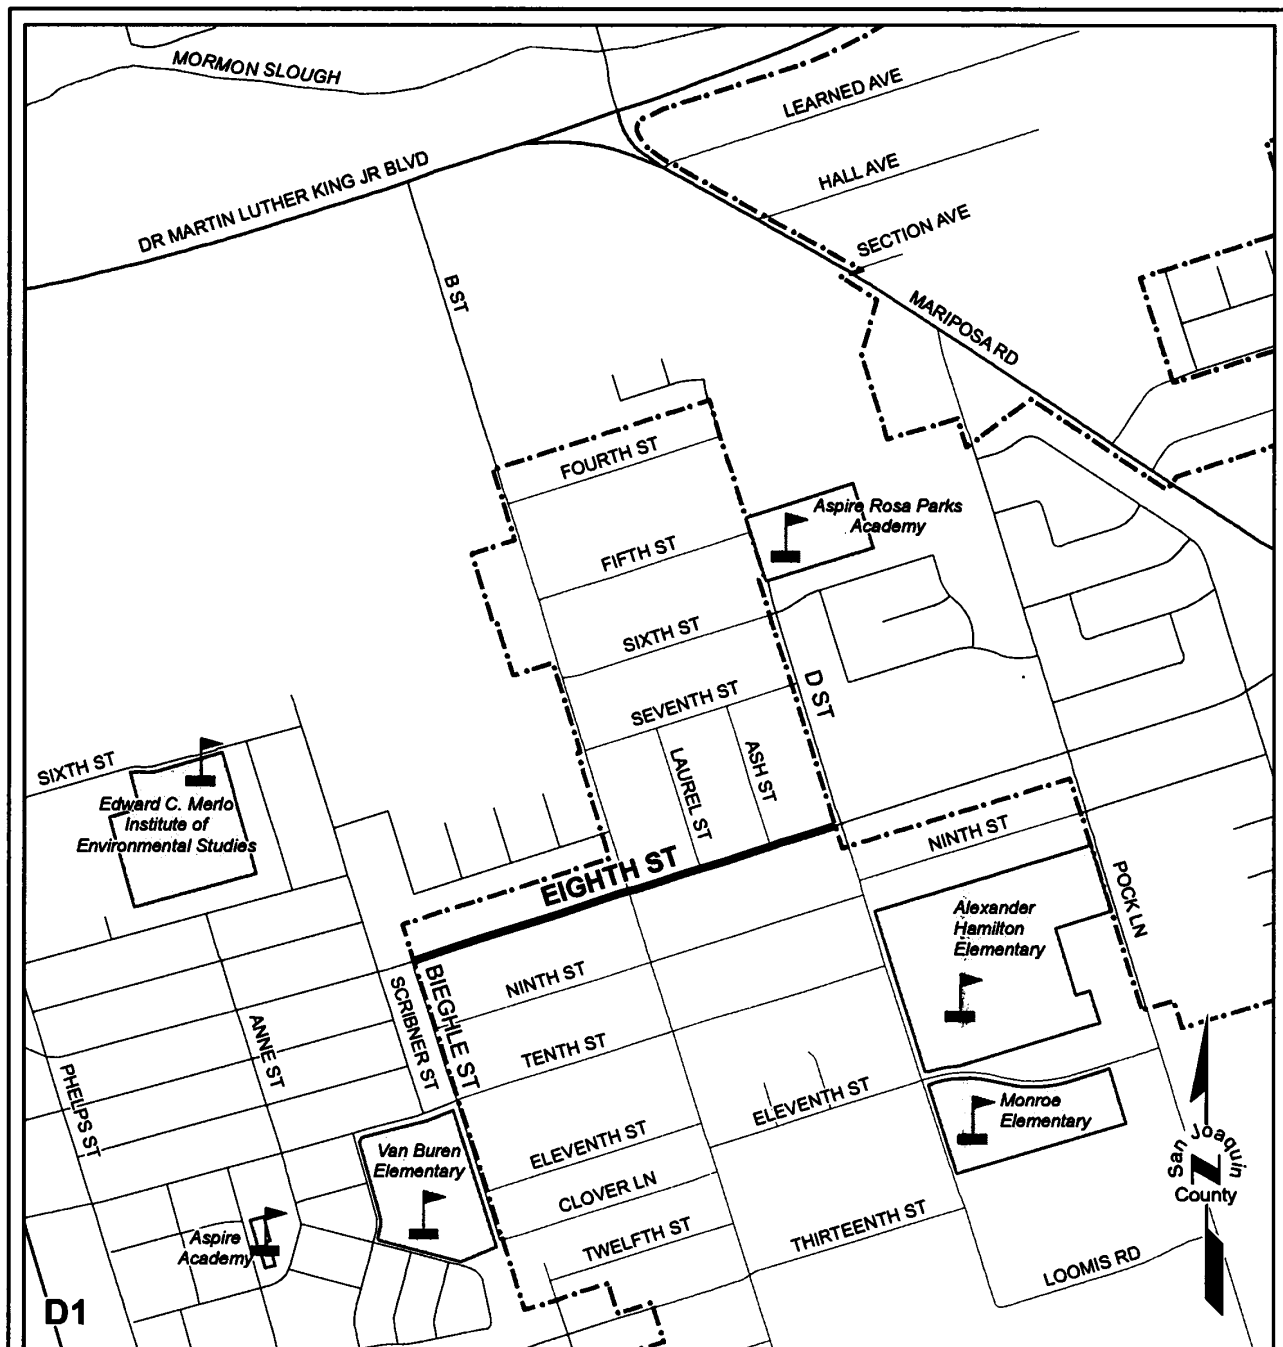 MORMON SLOUGH
LEARNED AVE
DR MARTIN LUTHER KING JR BLVD
HALL AVE
SECTION AVE
B ST
MARIPOSA RD
FOURTH ST
Aspire Rosa Parks
Academy
FIFTH ST
SIXTH ST
SEVENTH ST
D ST
LAUREL ST
ASH ST
SIXTH ST
Edward C. Merlo
Institute of
Environmental Studies
EIGHTH ST
NINTH ST
POCK LN
Alexander
Hamilton
Elementary
BIEGHLE ST
NINTH ST
SCRIBNER ST
ANNE ST
TENTH ST
PHELPS ST
ELEVENTH ST
Monroe
Elementary
Van Buren
Elementary
ELEVENTH ST
CLOVER LN
TWELFTH ST
THIRTEENTH ST
LOOMIS RD
Aspire
Academy
San Joaquin
N
County
D1